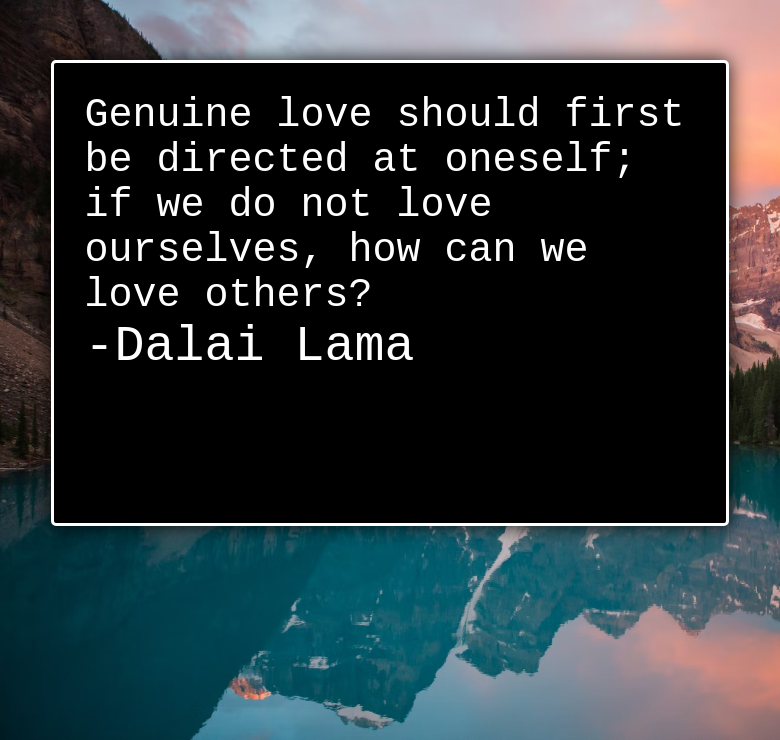 Genuine love should first
be directed at oneself;
if we do not love
ourselves, how can we
love others?
-Dalai Lama